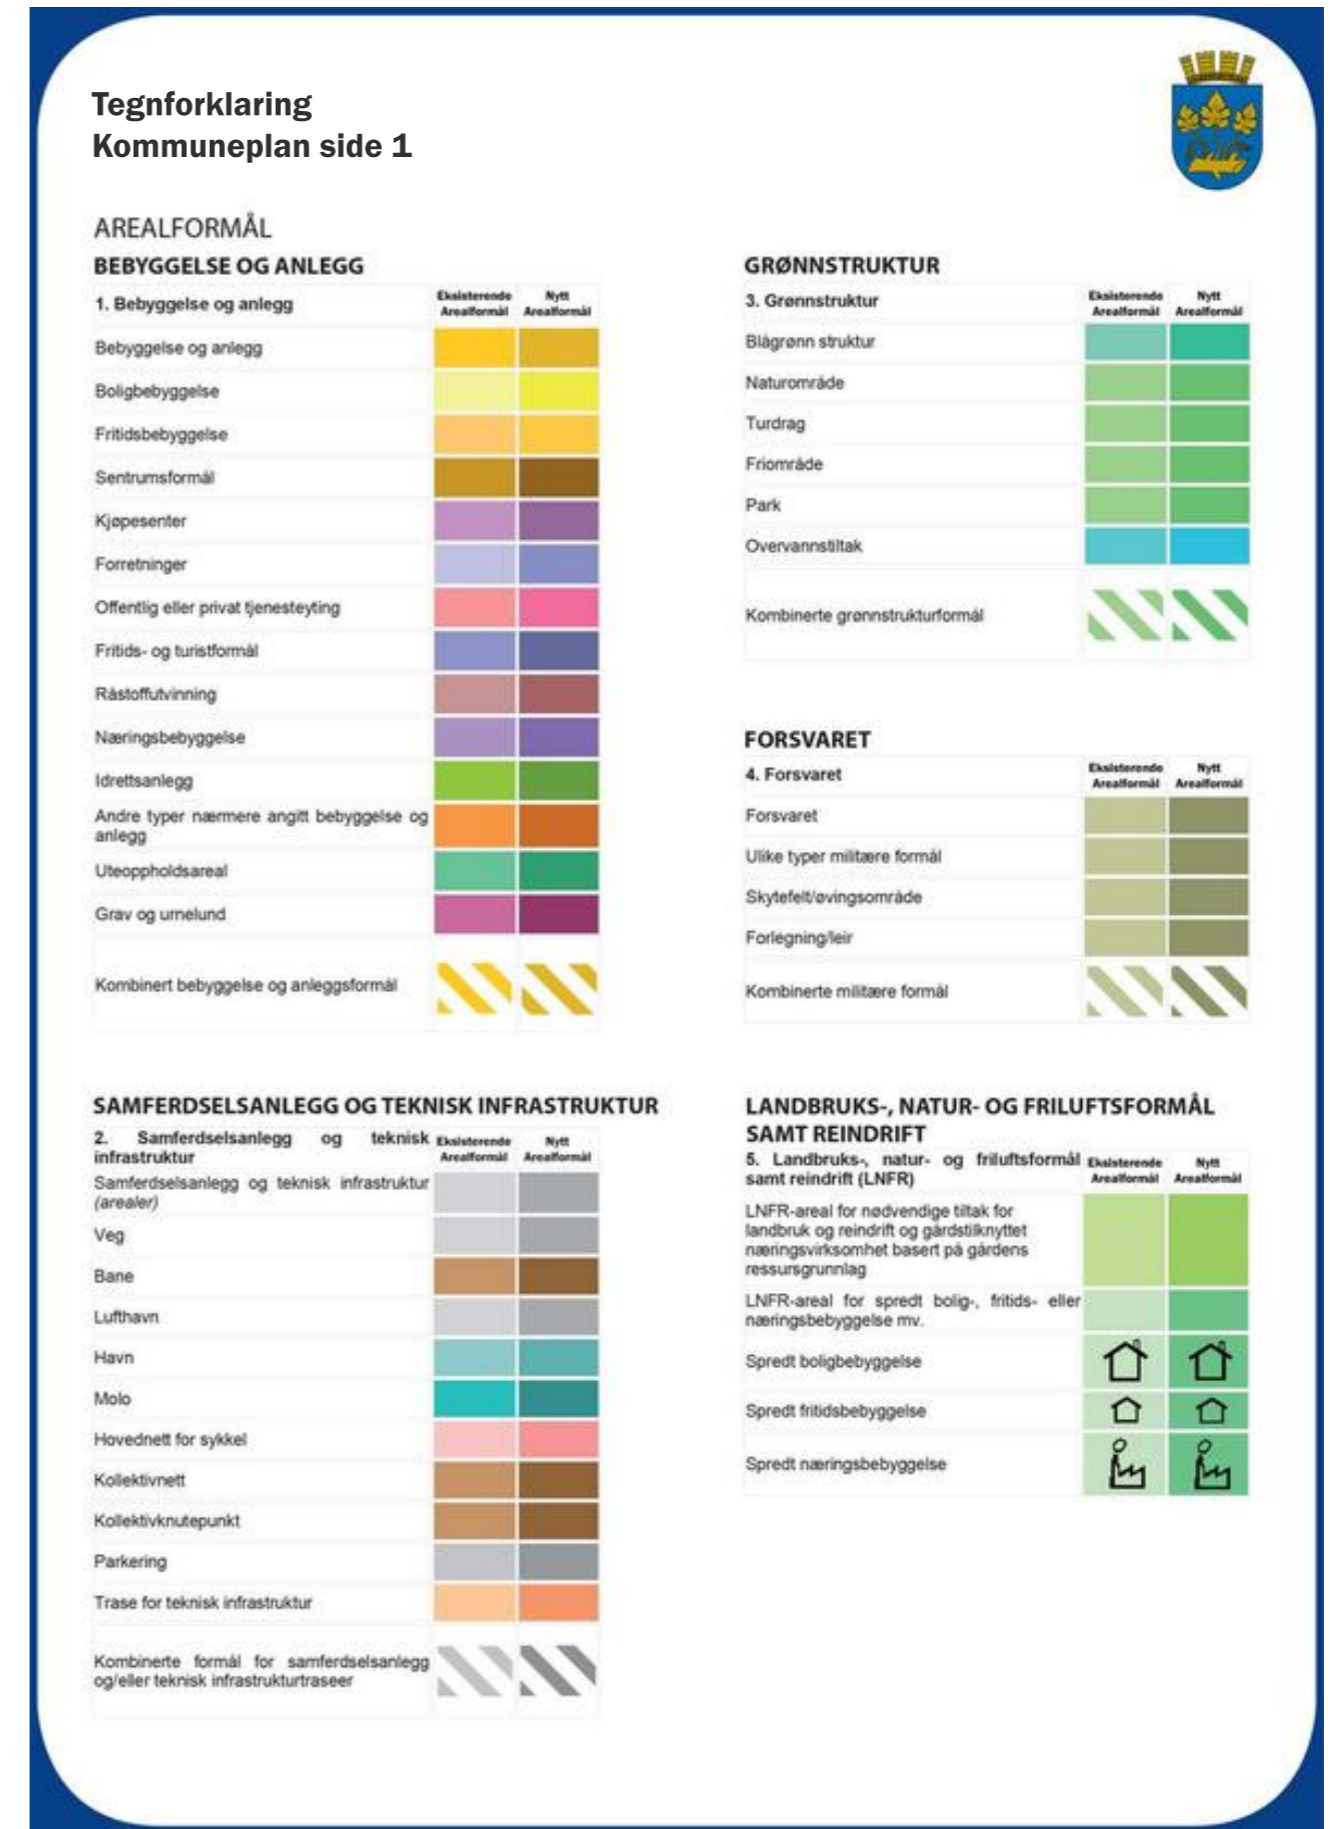 Tegnforklaring
Kommuneplan side 1
AREALFORMÅL
BEBYGGELSE OG ANLEGG
1. Bebyggelse og anlegg
Eksisterende Arealformål
Nytt Arealformål
Bebyggelse og anlegg
Boligbebyggelse
Fritidsbebyggelse
Sentrumsformål
Kjøpesenter
Forretninger
Offentlig eller privat tjenesteyting
Fritids- og turistformål
Råstoffutvinning
Næringsbebyggelse
Idrettsanlegg
Andre typer nærmere angitt bebyggelse og
anlegg
Uteoppholdsareal
Grav og urnelund
Kombinert bebyggelse og anleggsformål
SAMFERDSELSANLEGG OG TEKNISK INFRASTRUKTUR
2. Samferdselsanlegg og teknisk
infrastruktur
Eksisterende Arealformål
Nytt Arealformål
Samferdselsanlegg og teknisk infrastruktur
(arealer)
Veg
Bane
Lufthavn
Havn
Molo
Hovednett for sykkel
Kollektivnett
Kollektivknutepunkt
Parkering
Trase for teknisk infrastruktur
Kombinerte formål for samferdselsanlegg
og/eller teknisk infrastrukturtraseer
GRØNNSTRUKTUR
3. Grønnstruktur
Eksisterende Arealformål
Nytt Arealformål
Blågrønn struktur
Naturområde
Turdrag
Friområde
Park
Overvannstiltak
Kombinerte grønnstrukturformål
FORSVARET
4. Forsvaret
Eksisterende Arealformål
Nytt Arealformål
Forsvaret
Ulike typer militære formål
Skytefelt/øvingsområde
Forlegning/leir
Kombinerte militære formål
LANDBRUKS-, NATUR- OG FRILUFTSFORMÅL
SAMT REINDRIFT
5. Landbruks-, natur- og friluftsformål
samt reindrift (LNFR)
Eksisterende Arealformål
Nytt Arealformål
LNFR-areal for nødvendige tiltak for
landbruk og reindrift og gårdstilknyttet
næringsvirksomhet basert på gårdens
ressursgrunnlag
LNFR-areal for spredt bolig-, fritids- eller
næringsbebyggelse mv.
Spredt boligbebyggelse
Spredt fritidsbebyggelse
Spredt næringsbebyggelse